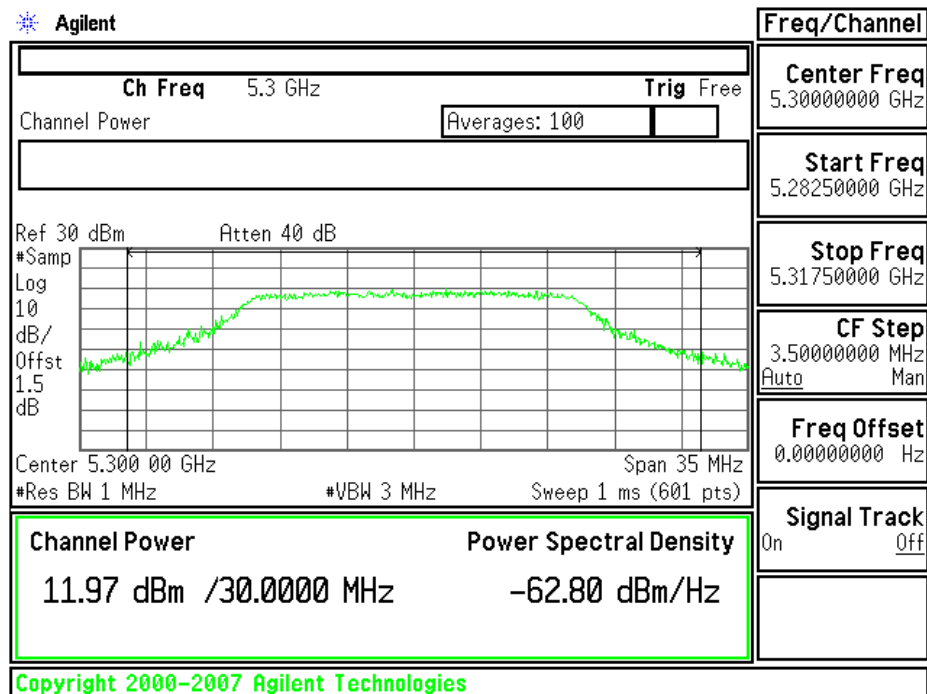 Agilent
Freq/Channel
Ch Freq 5.3 GHz Trig Free
Channel Power Averages: 100
Ref 30 dBm Atten 40 dB
#Samp
Log
10
dB/
Offst
1.5
dB
Center 5.300 00 GHz Span 35 MHz
#Res BW 1 MHz #VBW 3 MHz Sweep 1 ms (601 pts)
Channel Power Power Spectral Density
11.97 dBm /30.0000 MHz -62.80 dBm/Hz
Center Freq
5.30000000 GHz
Start Freq
5.28250000 GHz
Stop Freq
5.31750000 GHz
CF Step
3.50000000 MHz
Auto Man
Freq Offset
0.00000000 Hz
Signal Track
On Off
Copyright 2000-2007 Agilent Technologies